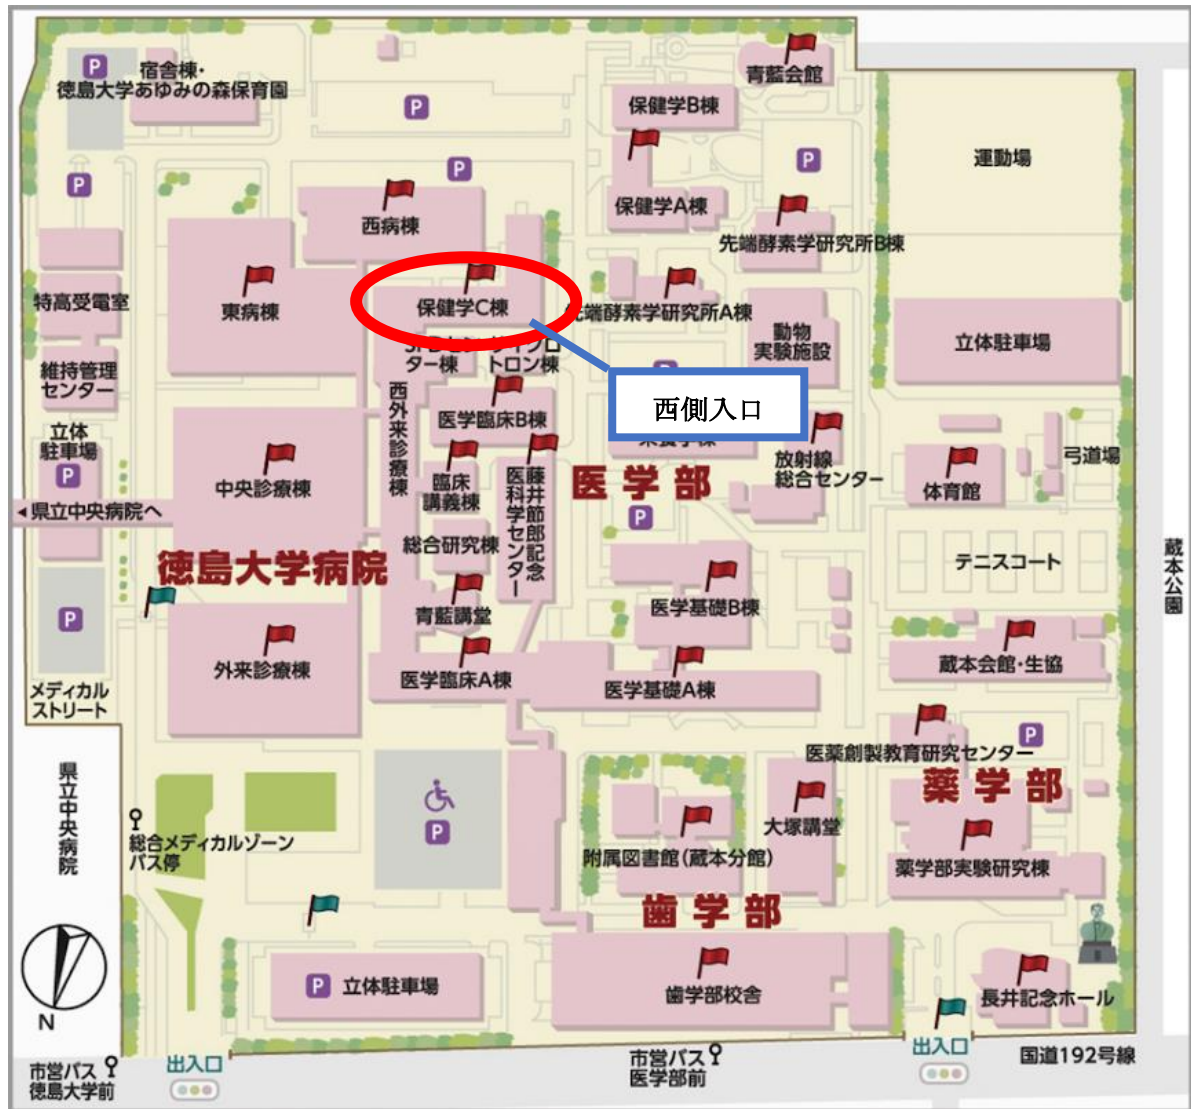 P
宿舎棟・
徳島大学あゆみの森保育園
P
青藍会館
保健学B棟
運動場
P
P
P
西病棟
保健学A棟
先端酵素学研究所B棟
特高受電室
東病棟
保健学C棟
先端酵素学研究所A棟
動物
実験施設
立体駐車場
ター棟
トロン棟
維持管理
センター
西側入口
西外来診療棟
医学臨床B棟
立体
駐車場
P
中央診療棟
臨床
講義棟
藤井節郎記念
医科学センター
医学部
放射線
総合センター
体育館
弓道場
県立中央病院へ
P
総合研究棟
徳島大学病院
テニスコート
蔵本公園
P
青藍講堂
医学基礎B棟
外来診療棟
医学臨床A棟
医学基礎A棟
蔵本会館・生協
メディカル
ストリート
医薬創製教育研究センター
P
薬学部
県立中央病院
P
総合メディカルゾーン
バス停
大塚講堂
附属図書館(蔵本分館)
薬学部実験研究棟
歯学部
N
P
立体駐車場
歯学部校舎
長井記念ホール
市営バス
徳島大学前
出入口
市営バス
医学部前
出入口
国道192号線